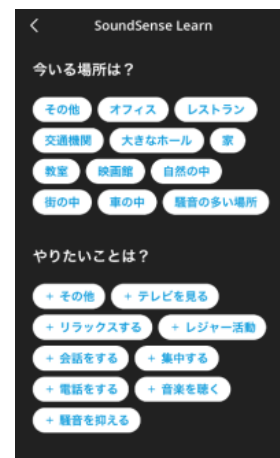 SoundSense Learn
今いる場所は？
その他 オフィス レストラン
交通機関 大きなホール 家
教室 映画館 自然の中
街の中 車の中 騒音の多い場所
やりたいことは？
+ その他 + テレビを見る
+ リラックスする + レジャー活動
+ 会話をする + 集中する
+ 電話をする + 音楽を聴く
+ 騒音を抑える